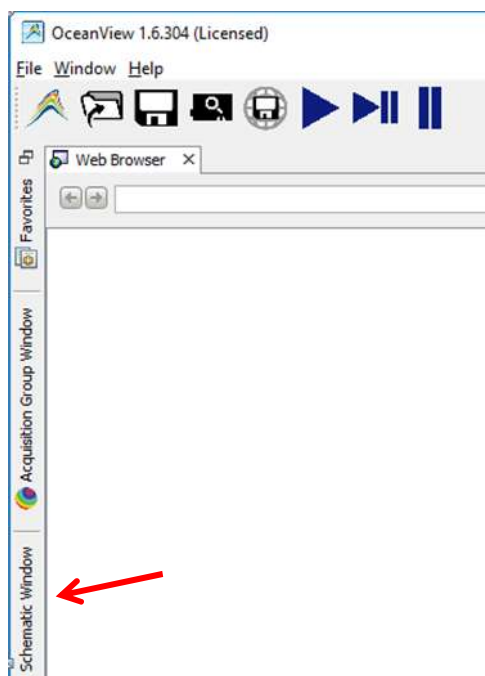 OceanView 1.6.304 (Licensed)
File Window Help
Web Browser
Favorites
Acquisition Group Window
Schematic Window